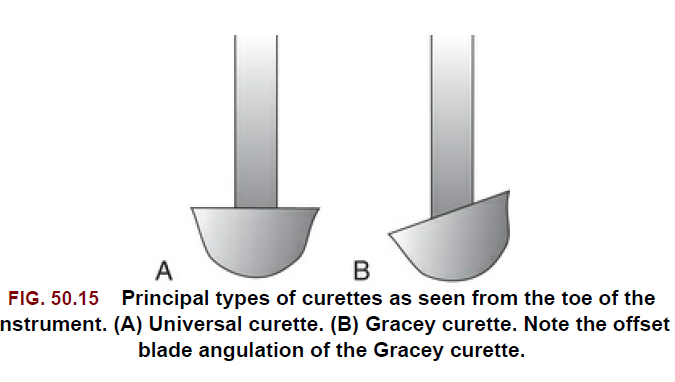 A
B
FIG. 50.15 Principal types of curettes as seen from the toe of the
nstrument. (A) Universal curette. (B) Gracey curette. Note the offset
blade angulation of the Gracey curette.